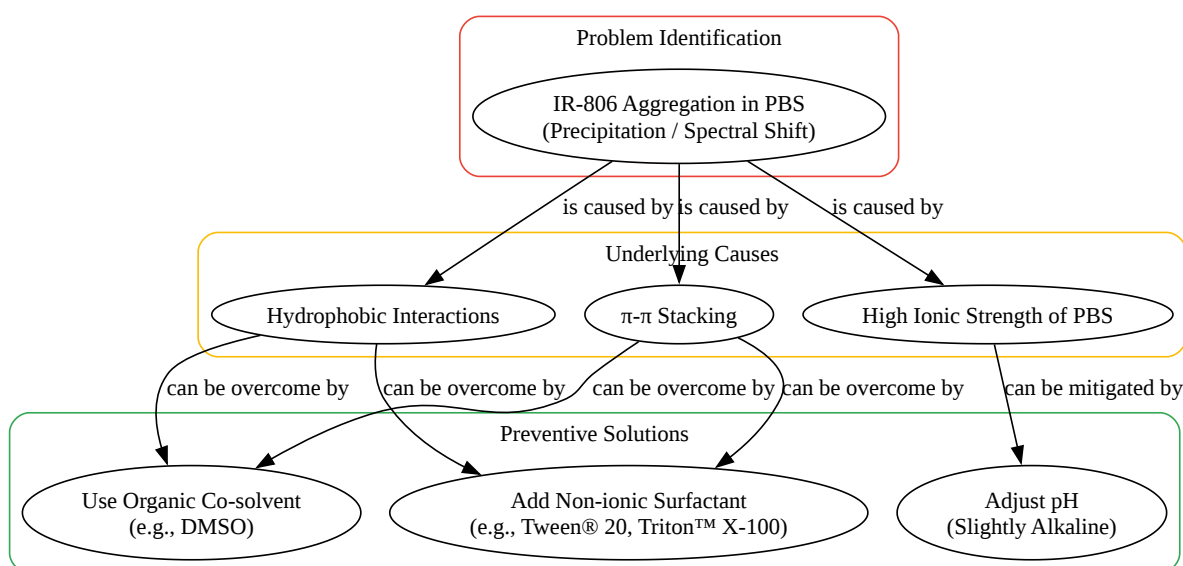 Problem Identification
IR-806 Aggregation in PBS
(Precipitation / Spectral Shift)
is caused by
is caused by
is caused by
Underlying Causes
Hydrophobic Interactions
π-π Stacking
High Ionic Strength of PBS
can be overcome by
can be overcome by
can be overcome by
can be overcome by
can be mitigated by
Preventive Solutions
Use Organic Co-solvent
(e.g., DMSO)
Add Non-ionic Surfactant
(e.g., Tween® 20, Triton™ X-100)
Adjust pH
(Slightly Alkaline)